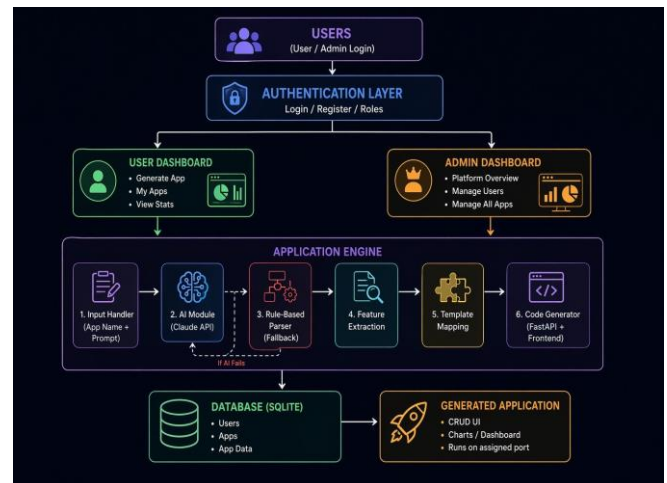 USERS
(User / Admin Login)
AUTHENTICATION LAYER
Login / Register / Roles
USER DASHBOARD
• Generate App
• My Apps
• View Stats
ADMIN DASHBOARD
• Platform Overview
• Manage Users
• Manage All Apps
APPLICATION ENGINE
1. Input Handler
(App Name +
Prompt)
2. AI Module
(Claude API)
3. Rule-Based
Parser
(Fallback)
4. Feature
Extraction
5. Template
Mapping
</>
6. Code Generator
(FastAPI +
Frontend)
If AI Fails
DATABASE (SQLITE)
• Users
• Apps
• App Data
GENERATED APPLICATION
• CRUD UI
• Charts / Dashboard
• Runs on assigned port